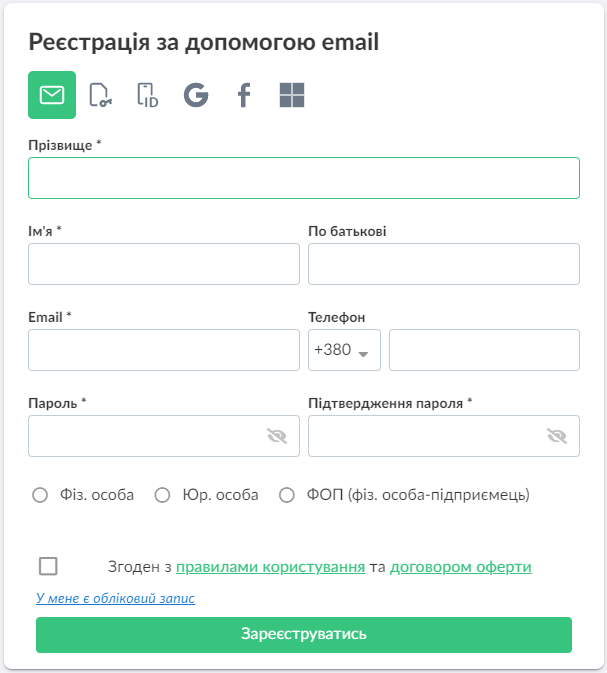 Реєстрація за допомогою email
ID
Прізвище *
Ім'я * По батькові
Email * Телефон
+380
Пароль * Підтвердження пароля *
Фіз. особа Юр. особа ФОП (фіз. особа-підприємець)
Згоден з правилами користування та договором оферти
У мене є обліковий запис
Зареєструватись